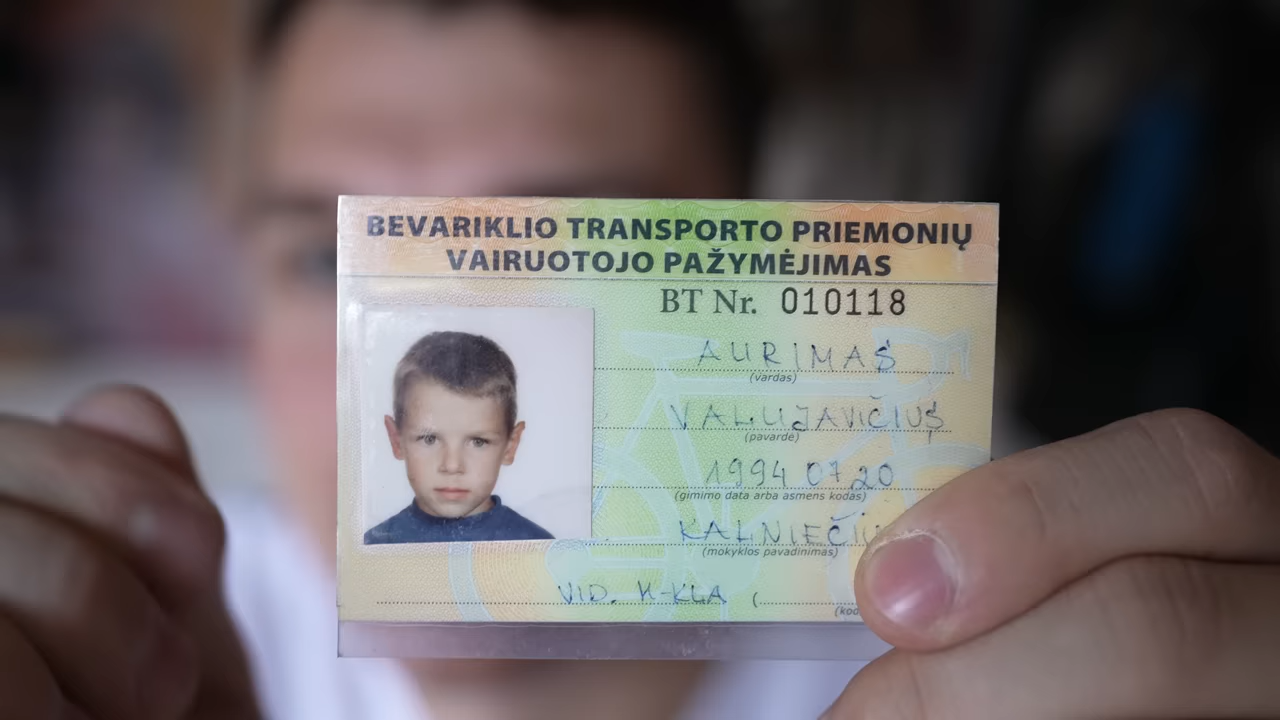 BEVARIKLIO TRANSPORTO PRIEMONIŲ
VAIRUOTOJO PAŽYMĖJIMAS
BT Nr. 010118
AURIMAS
(vardas)
VALUJAVIČIUS
(pavardė)
1994 07 20
(gimimo data arba asmens kodas)
(mokyklos pavadinimas)
VID. M-KLA (